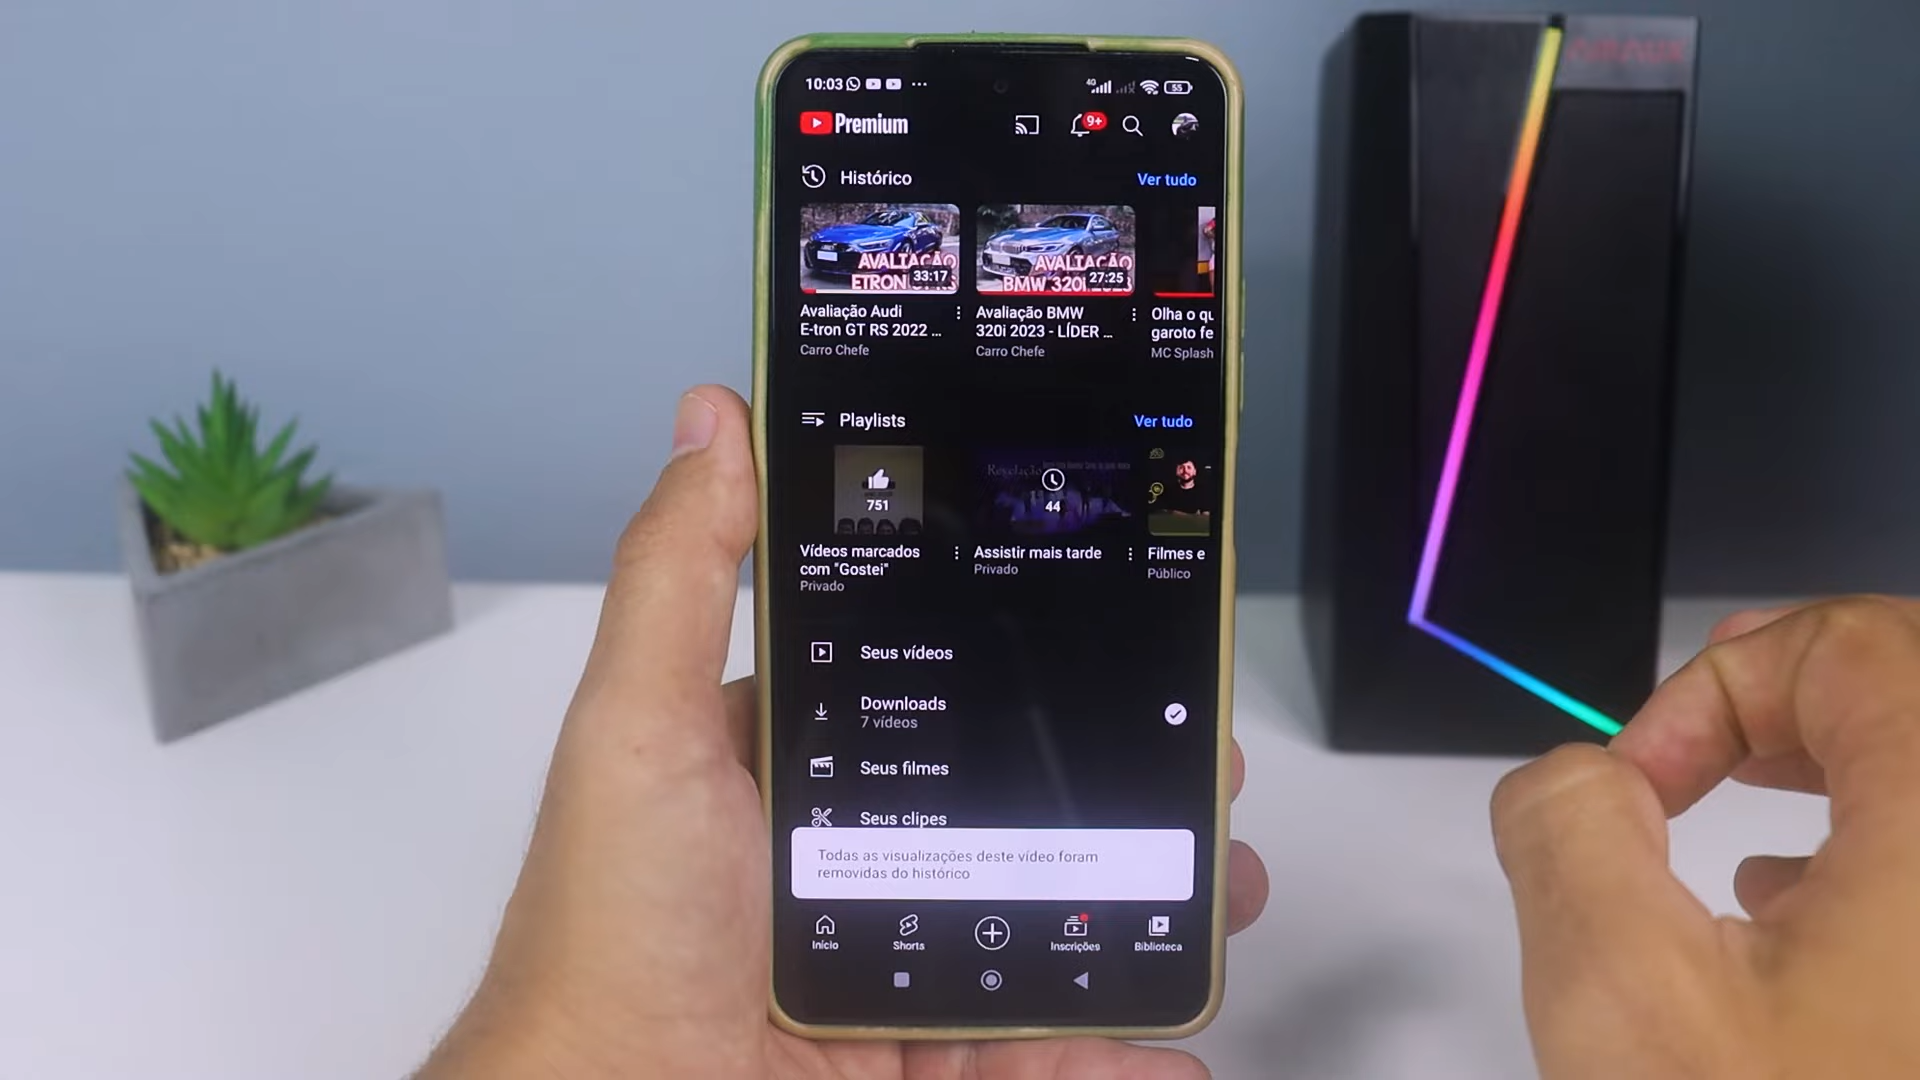 10:03
4G
55
Premium
9+
Histórico
Ver tudo
AVALIAÇÃO
ETRON
33:17
AVALIAÇÃO
BMW 320i
27:25
Avaliação Audi
E-tron GT RS 2022 ...
Carro Chefe
Avaliação BMW
320i 2023 - LÍDER ...
Carro Chefe
Olha o qu
garoto fe
MC Splash
Playlists
Ver tudo
751
Revelação
44
Vídeos marcados
com "Gostei"
Privado
Assistir mais tarde
Privado
Filmes e
Público
Seus vídeos
Downloads
7 vídeos
Seus filmes
Seus clipes
Todas as visualizações deste vídeo foram
removidas do histórico
Início
Shorts
Inscrições
Biblioteca